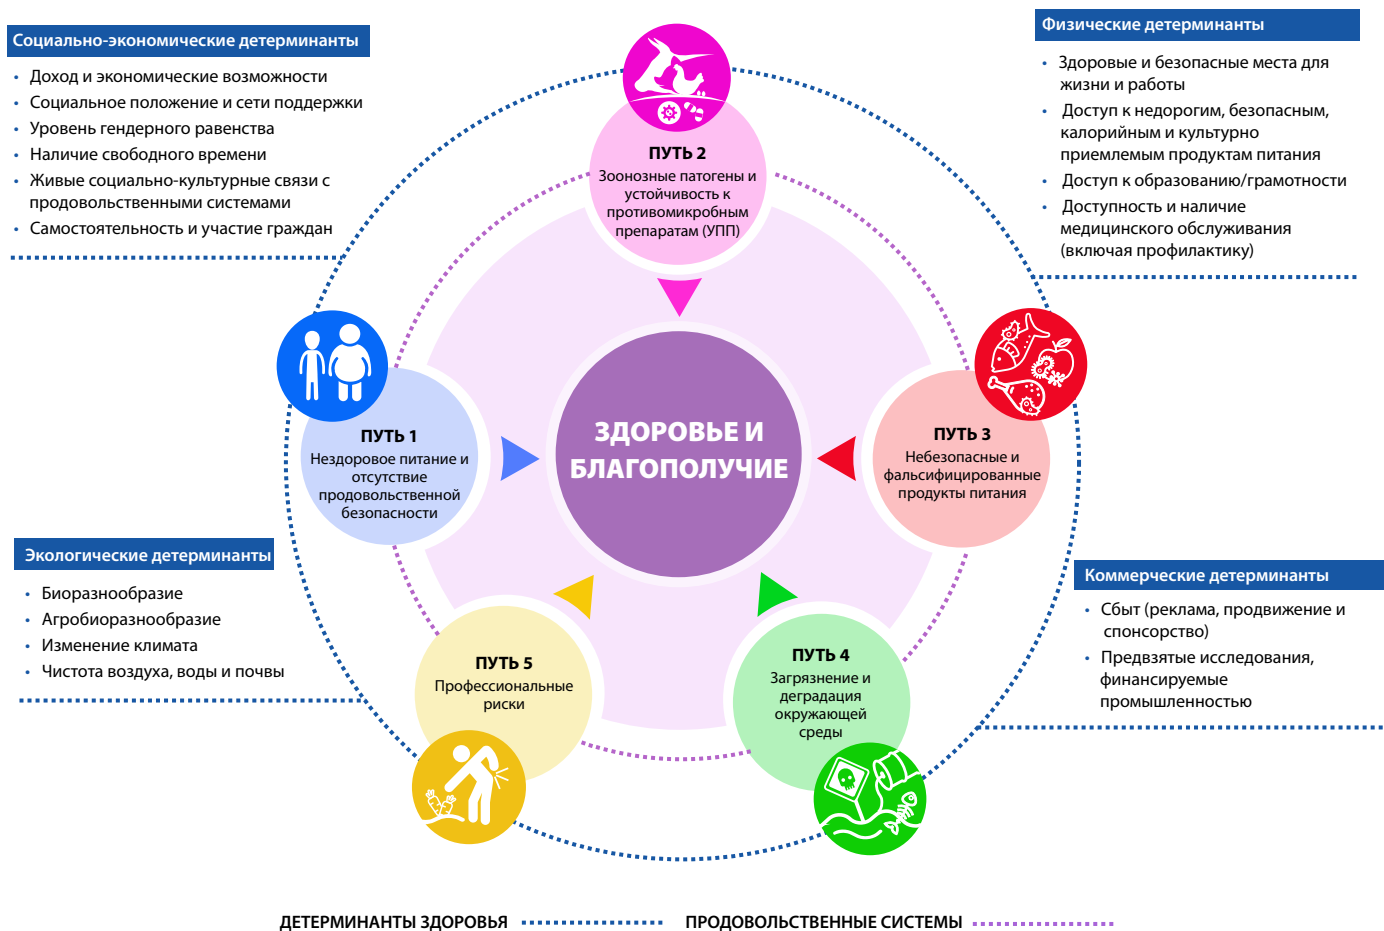 Социально-экономические детерминанты
• Доход и экономические возможности
• Социальное положение и сети поддержки
• Уровень гендерного равенства
• Наличие свободного времени
• Живые социально-культурные связи с
продовольственными системами
• Самостоятельность и участие граждан
Физические детерминанты
• Здоровые и безопасные места для
жизни и работы
• Доступ к недорогим, безопасным,
калорийным и культурно
приемлемым продуктам питания
• Доступ к образованию/грамотности
• Доступность и наличие
медицинского обслуживания
(включая профилактику)
ПУТЬ 2
Зоонозные патогены и
устойчивость к
противомикробным
препаратам (УПП)
ПУТЬ 1
Нездоровое питание и
отсутствие
продовольственной
безопасности
ЗДОРОВЬЕ И
БЛАГОПОЛУЧИЕ
ПУТЬ 3
Небезопасные и
фальсифицированные
продукты питания
Экологические детерминанты
• Биоразнообразие
• Агробиоразнообразие
• Изменение климата
• Чистота воздуха, воды и почвы
ПУТЬ 5
Профессиональные
риски
ПУТЬ 4
Загрязнение и
деградация
окружающей
среды
Коммерческие детерминанты
• Сбыт (реклама, продвижение и
спонсорство)
• Предвзятые исследования,
финансируемые
промышленностью
ДЕТЕРМИНАНТЫ ЗДОРОВЬЯ
ПРОДОВОЛЬСТВЕННЫЕ СИСТЕМЫ